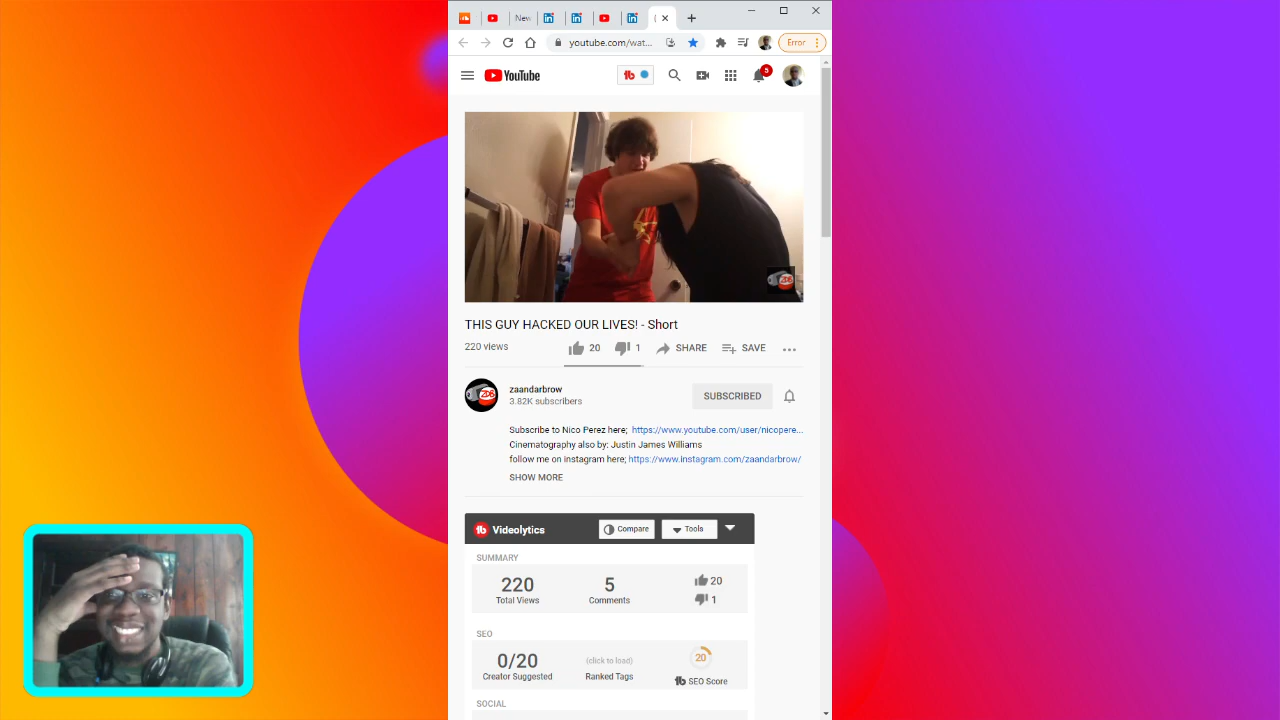 Nev
youtube.com/wat...
Error
YouTube
5
THIS GUY HACKED OUR LIVES! - Short
220 views
20
1
SHARE
SAVE
zaandarbrow
3.82K subscribers
SUBSCRIBED
Subscribe to Nico Perez here; https://www.youtube.com/user/nicopere...
Cinematography also by: Justin James Williams
follow me on instagram here; https://www.instagram.com/zaandarbrow/
SHOW MORE
Videolytics
Compare
Tools
SUMMARY
220
5
20
Total Views
Comments
1
SEO
0/20
(click to load)
20
Creator Suggested
Ranked Tags
SEO Score
SOCIAL